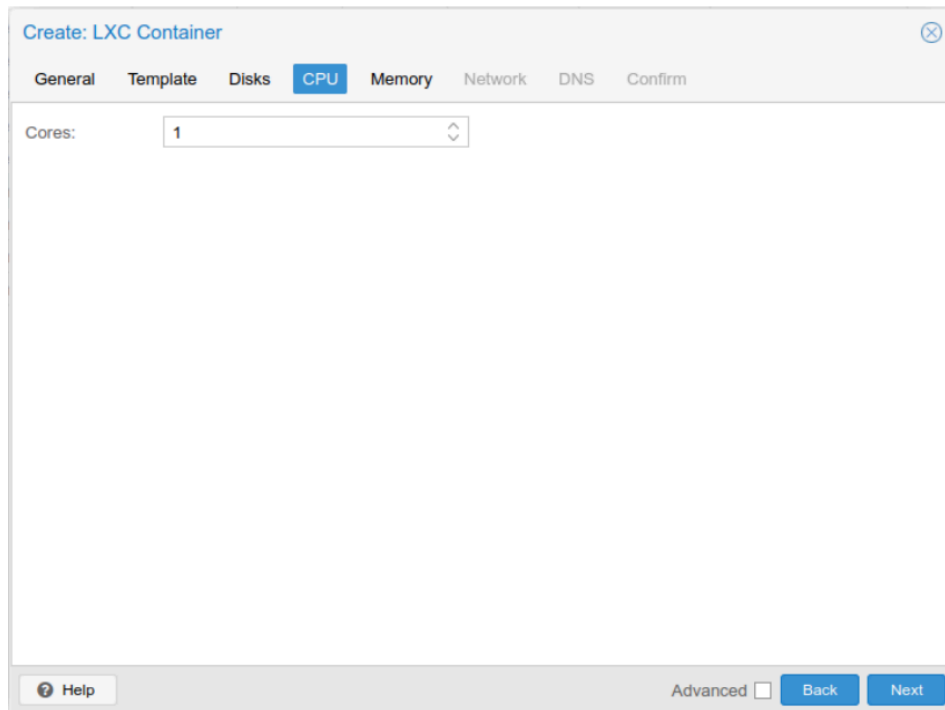 Create: LXC Container
General Template Disks CPU Memory Network DNS Confirm
Cores: 1
Help Advanced Back Next